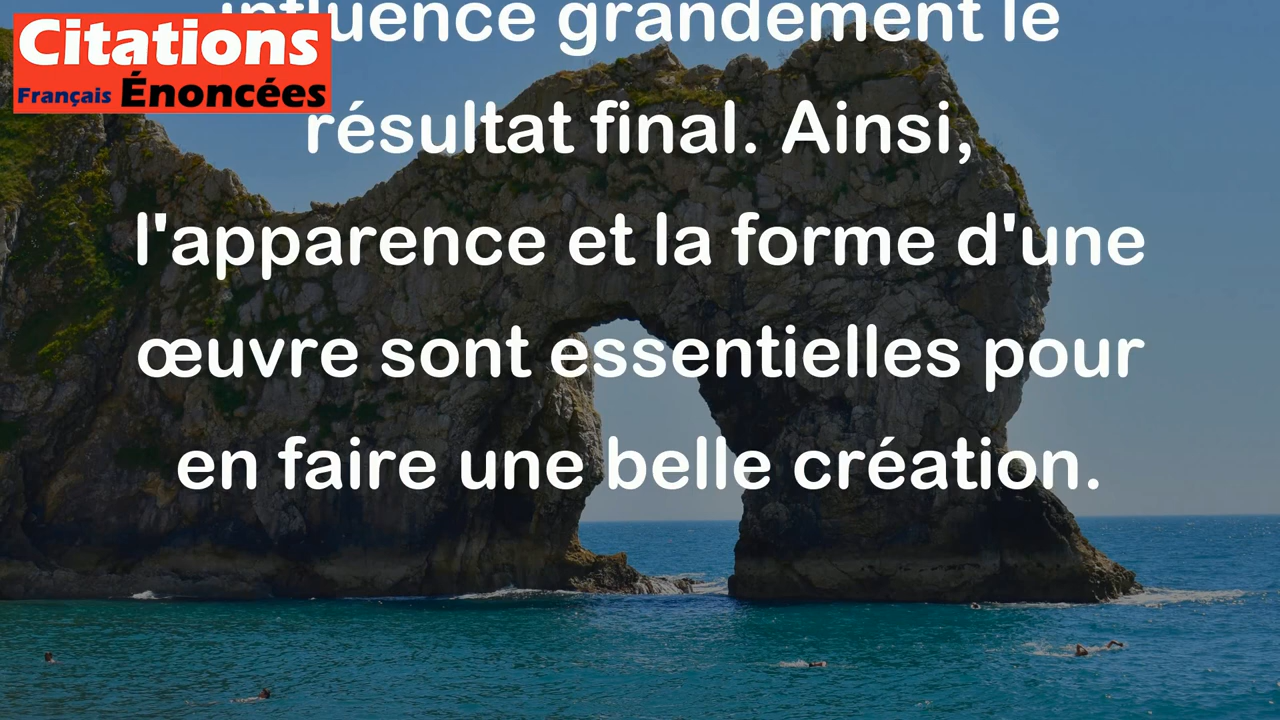 Citations
Français Énoncées
influence grandement le
résultat final. Ainsi,
l'apparence et la forme d'une
œuvre sont essentielles pour
en faire une belle création.